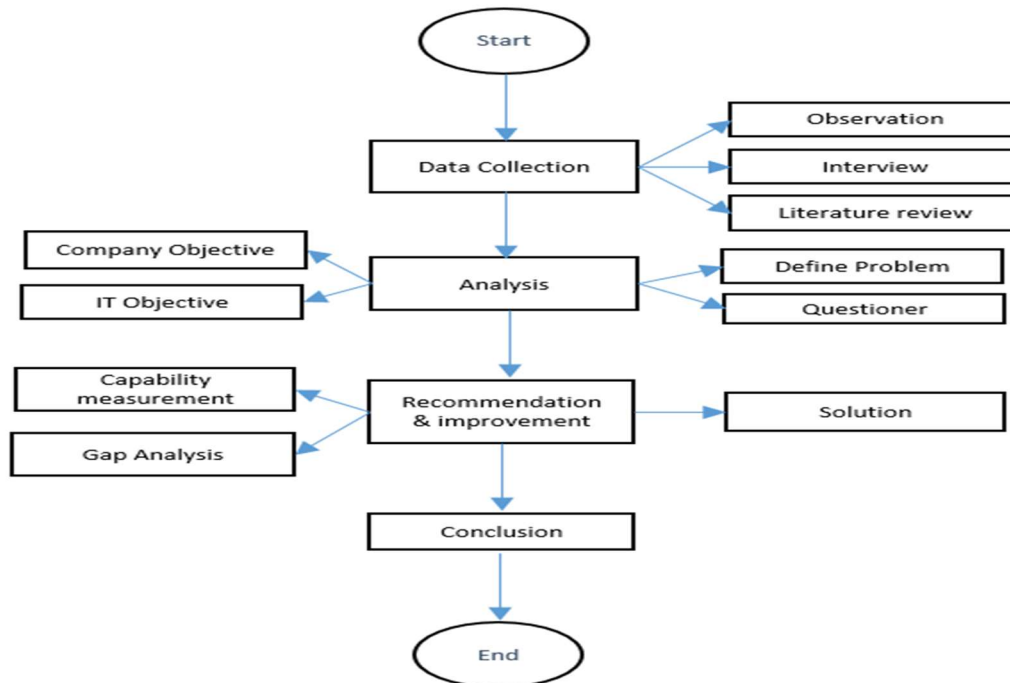 Start
Observation
Data Collection
Interview
Literature review
Company Objective
Define Problem
Analysis
IT Objective
Questioner
Capability
measurement
Recommendation
& improvement
Solution
Gap Analysis
Conclusion
End